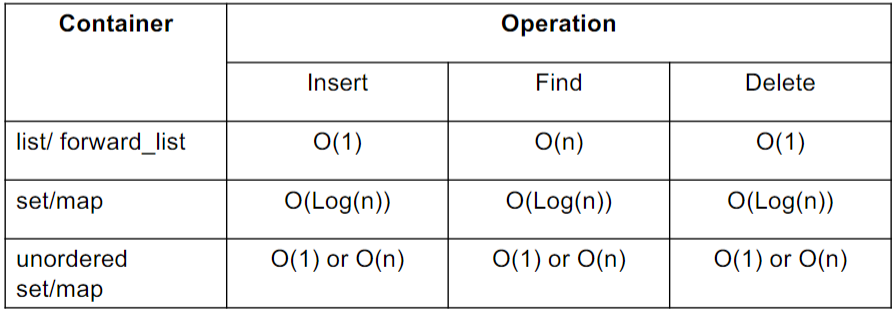 Container
Operation
Insert
Find
Delete
list/ forward_list
O(1)
O(n)
O(1)
set/map
O(Log(n))
O(Log(n))
O(Log(n))
unordered
set/map
O(1) or O(n)
O(1) or O(n)
O(1) or O(n)